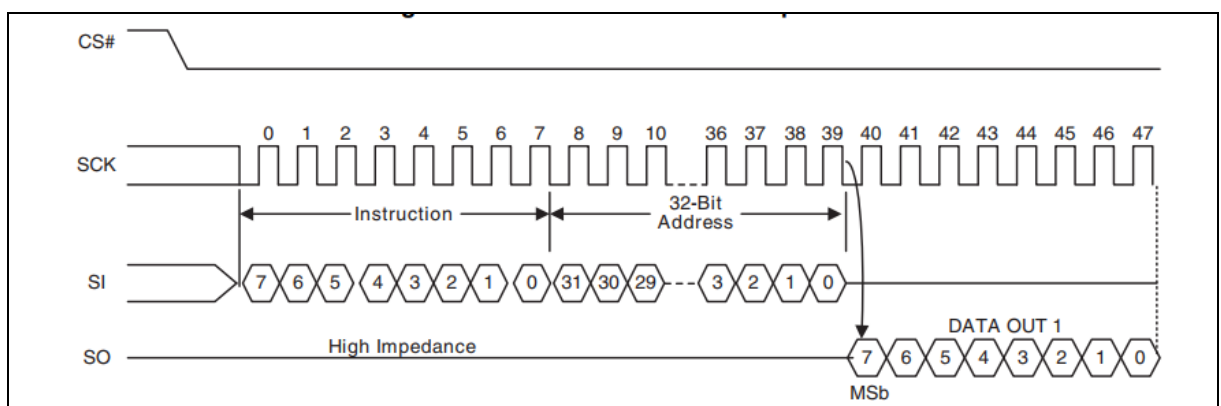 CS#
0 1 2 3 4 5 6 7 8 9 10 36 37 38 39 40 41 42 43 44 45 46 47
SCK
Instruction
32-Bit
Address
SI
7 6 5 4 3 2 1 0 31 30 29 3 2 1 0
DATA OUT 1
High Impedance
SO
7 6 5 4 3 2 1 0
MSb